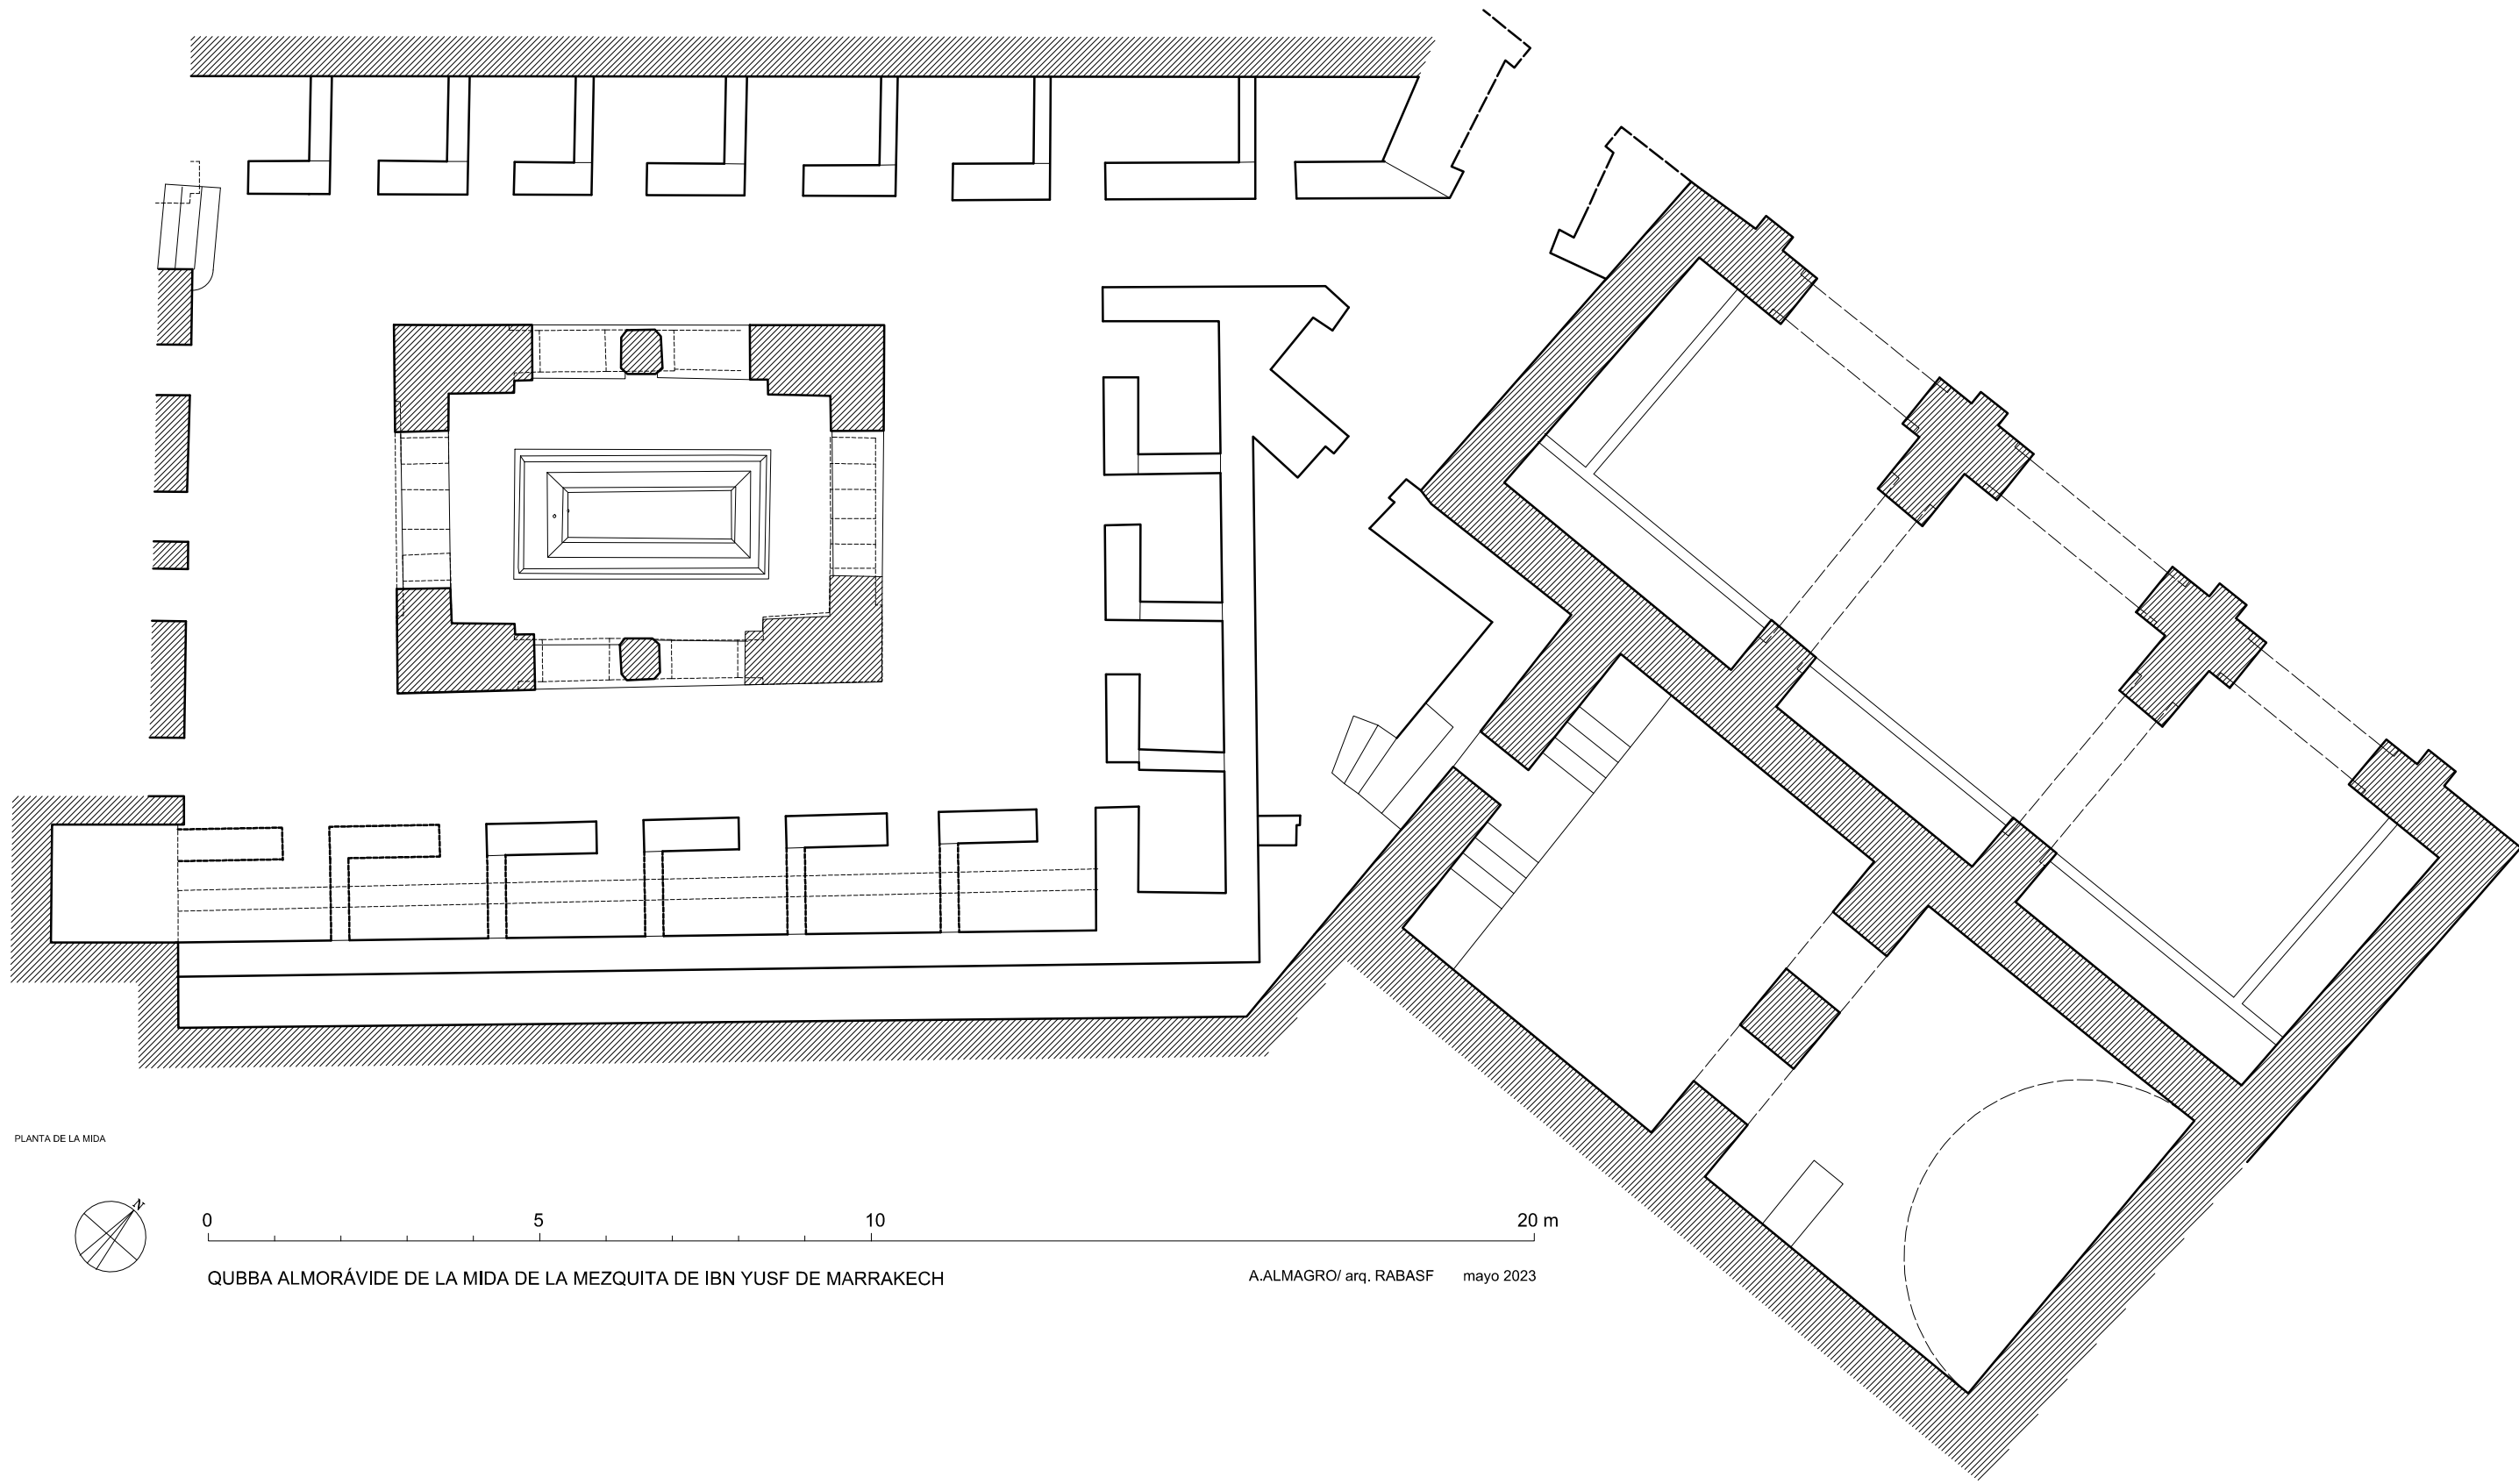 PLANTA DE LA MIDA
N
0 5 10 20 m
QUBBA ALMORÁVIDE DE LA MIDA DE LA MEZQUITA DE IBN YUSF DE MARRAKECH
A.ALMAGRO/ arq. RABASF mayo 2023